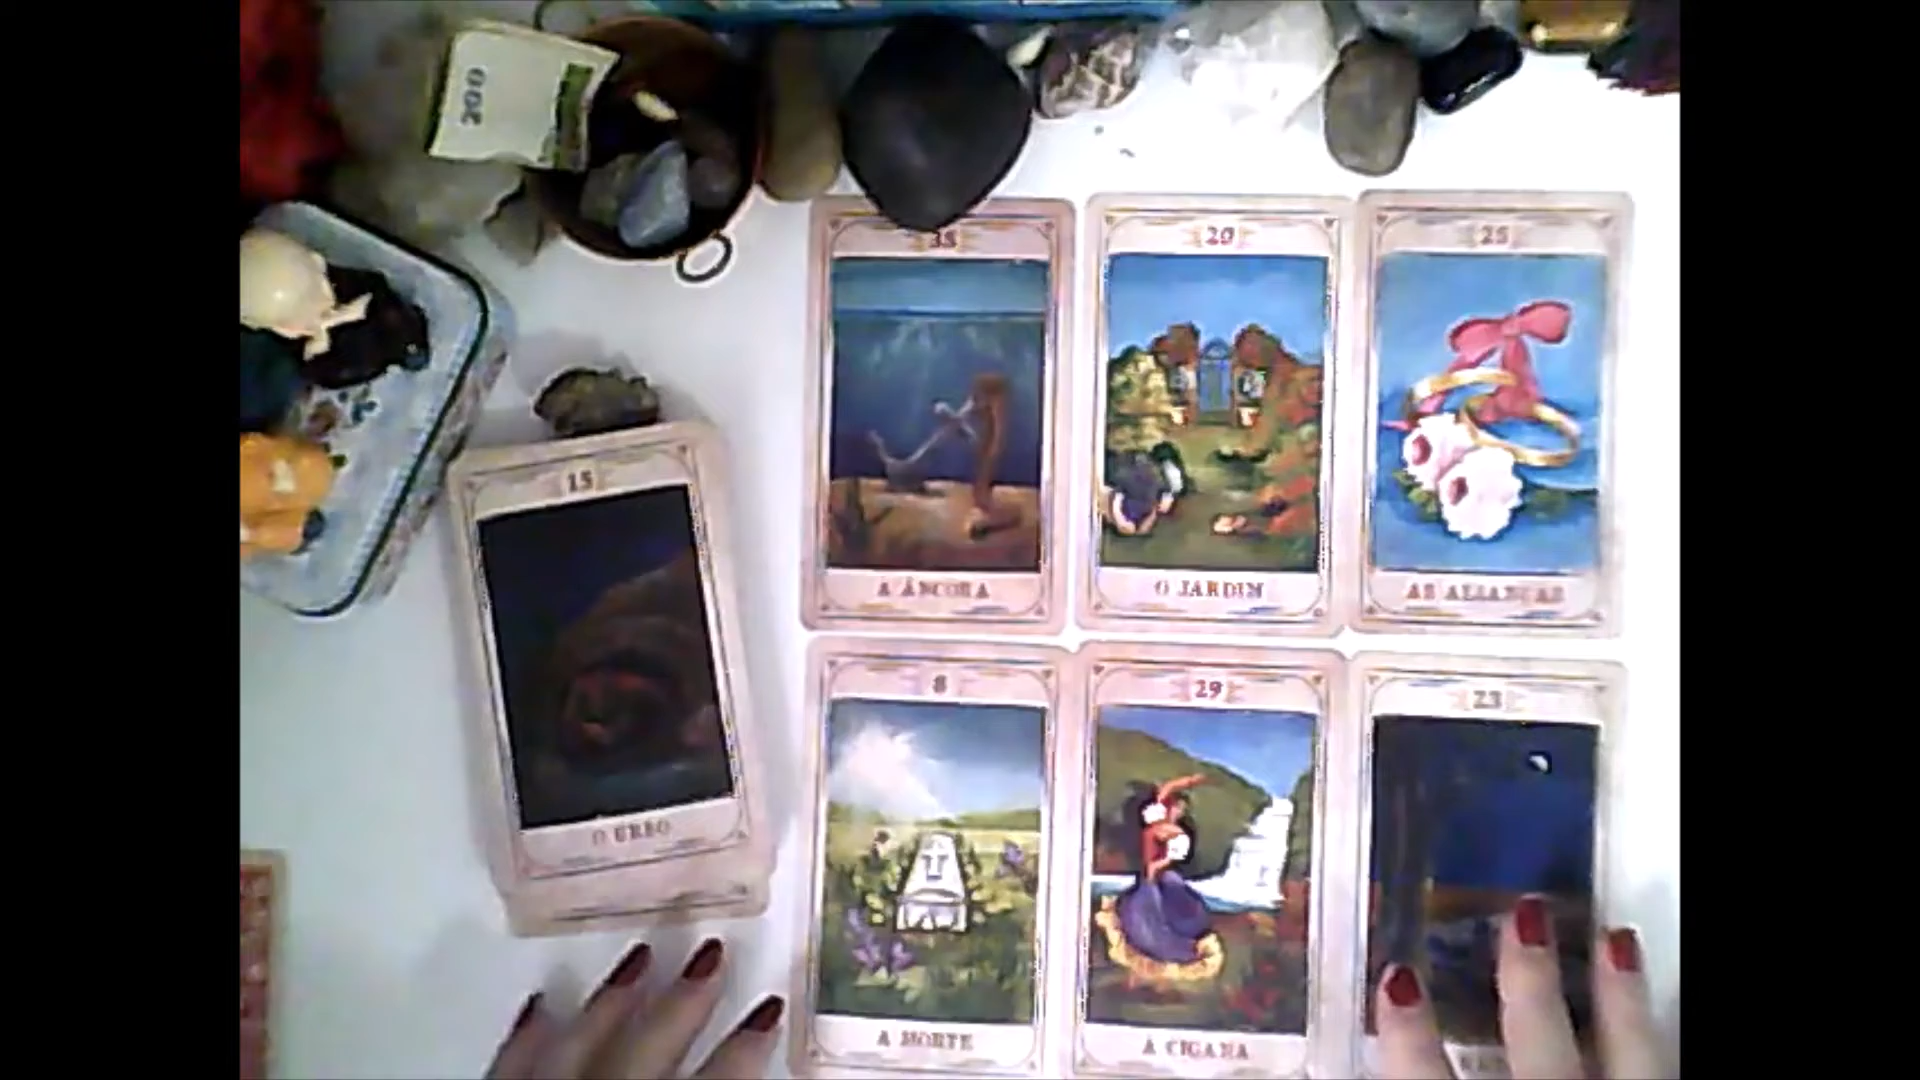 200
35
20
25
A ÂNCORA
O JARDIM
AS ALIANÇAS
15
O URSO
8
29
23
A MORTE
A CIGANA